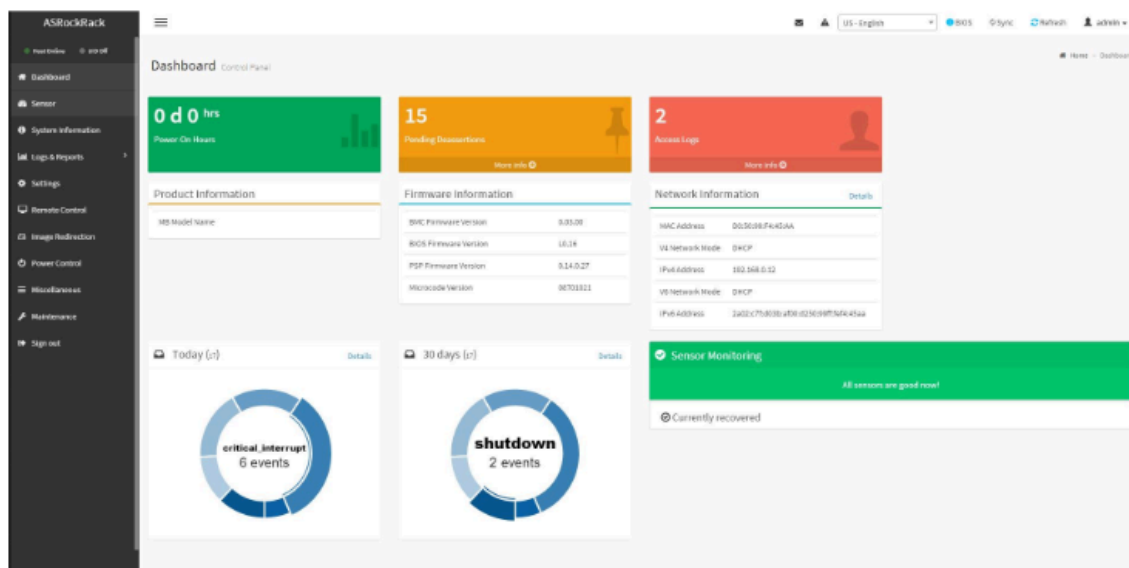 ASRockRack
US - English
BIOS
Sync
Refresh
admin
Host Online
Dashboard
Sensor
System Information
Logs & Reports
Settings
Remote Control
Image Redirection
Power Control
Miscellaneous
Maintenance
Sign out
Dashboard Control Panel
Home
0 d 0 hrs
Power On Hours
15
Pending Deassertions
More info
2
Access Logs
More info
Product Information
MB Model Name
Firmware Information
BMC Firmware Version
BIOS Firmware Version
PSP Firmware Version 0.14.0.27
Microcode Version
Network Information Details
MAC Address
V4 Network Mode DHCP
IPv4 Address
V6 Network Mode DHCP
IPv6 Address
Today (17) Details
critical_interrupt
6 events
30 days (17) Details
shutdown
2 events
Sensor Monitoring
All sensors are good now!
Currently recovered